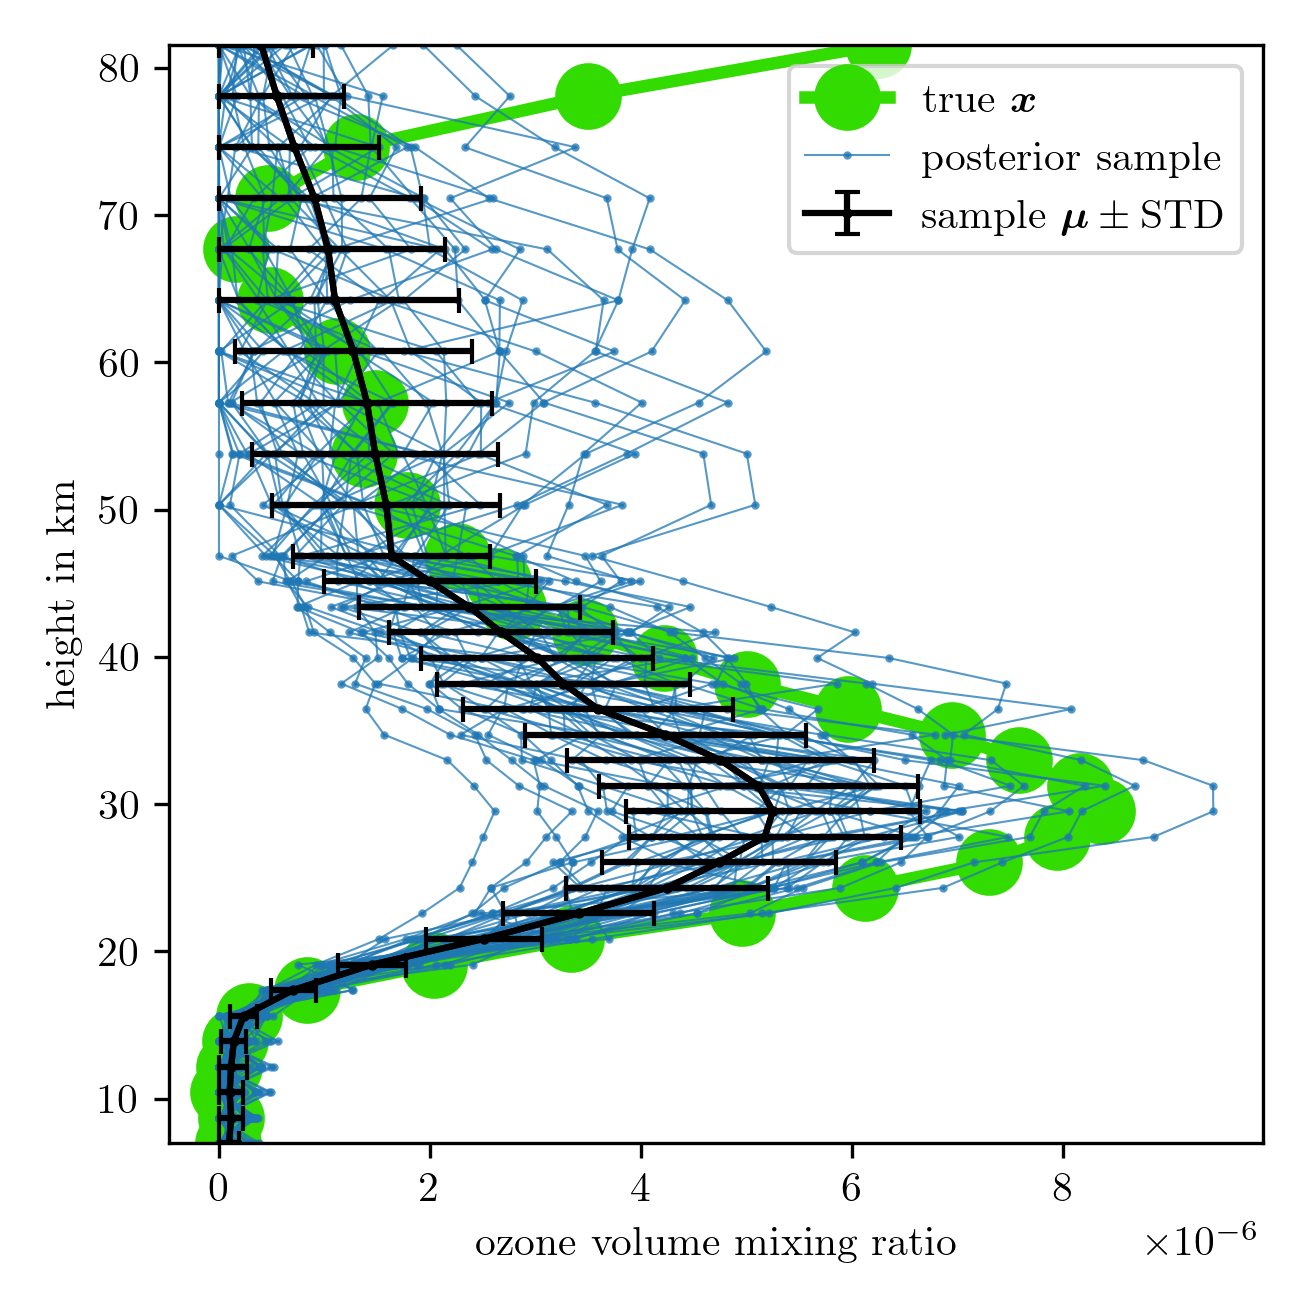 80
70
60
50
40
30
20
10
height in km
0 2 4 6 8
ozone volume mixing ratio
×10⁻⁶
true 𝒙
posterior sample
sample 𝝁 ± STD